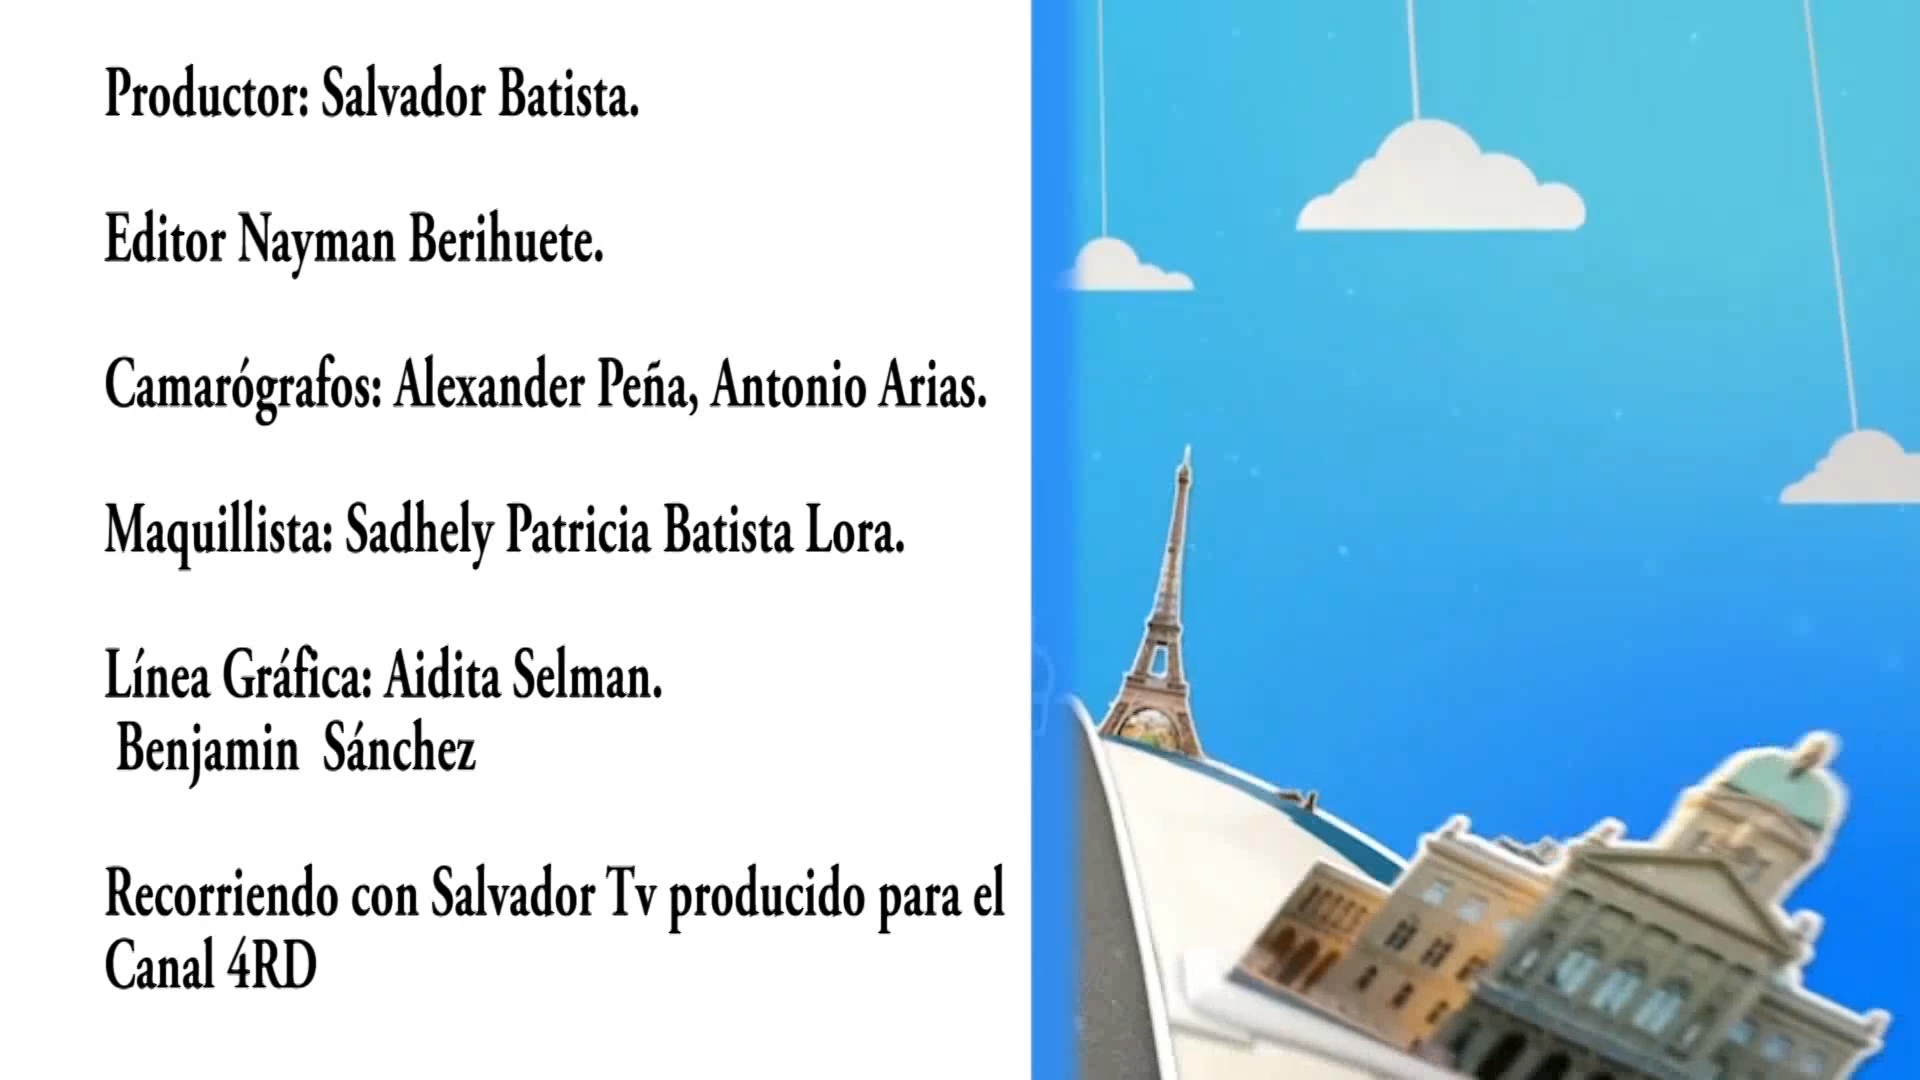 Productor: Salvador Batista.
Editor Nayman Berihuete.
Camarógrafos: Alexander Peña, Antonio Arias.
Maquillista: Sadhely Patricia Batista Lora.
Línea Gráfica: Aidita Selman.
Benjamin Sánchez
Recorriendo con Salvador Tv producido para el
Canal 4RD